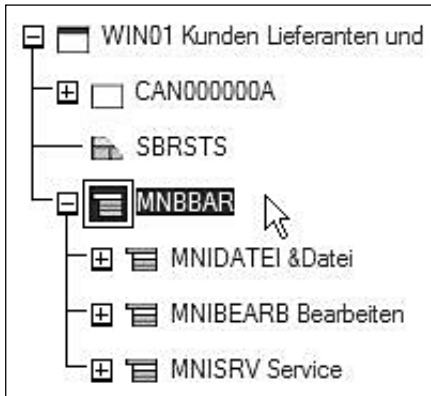 WIN01 Kunden Lieferanten und
CAN000000A
SBRSTS
MNBBAR
MNIDATEI &Datei
MNIBEARB Bearbeiten
MNISRV Service